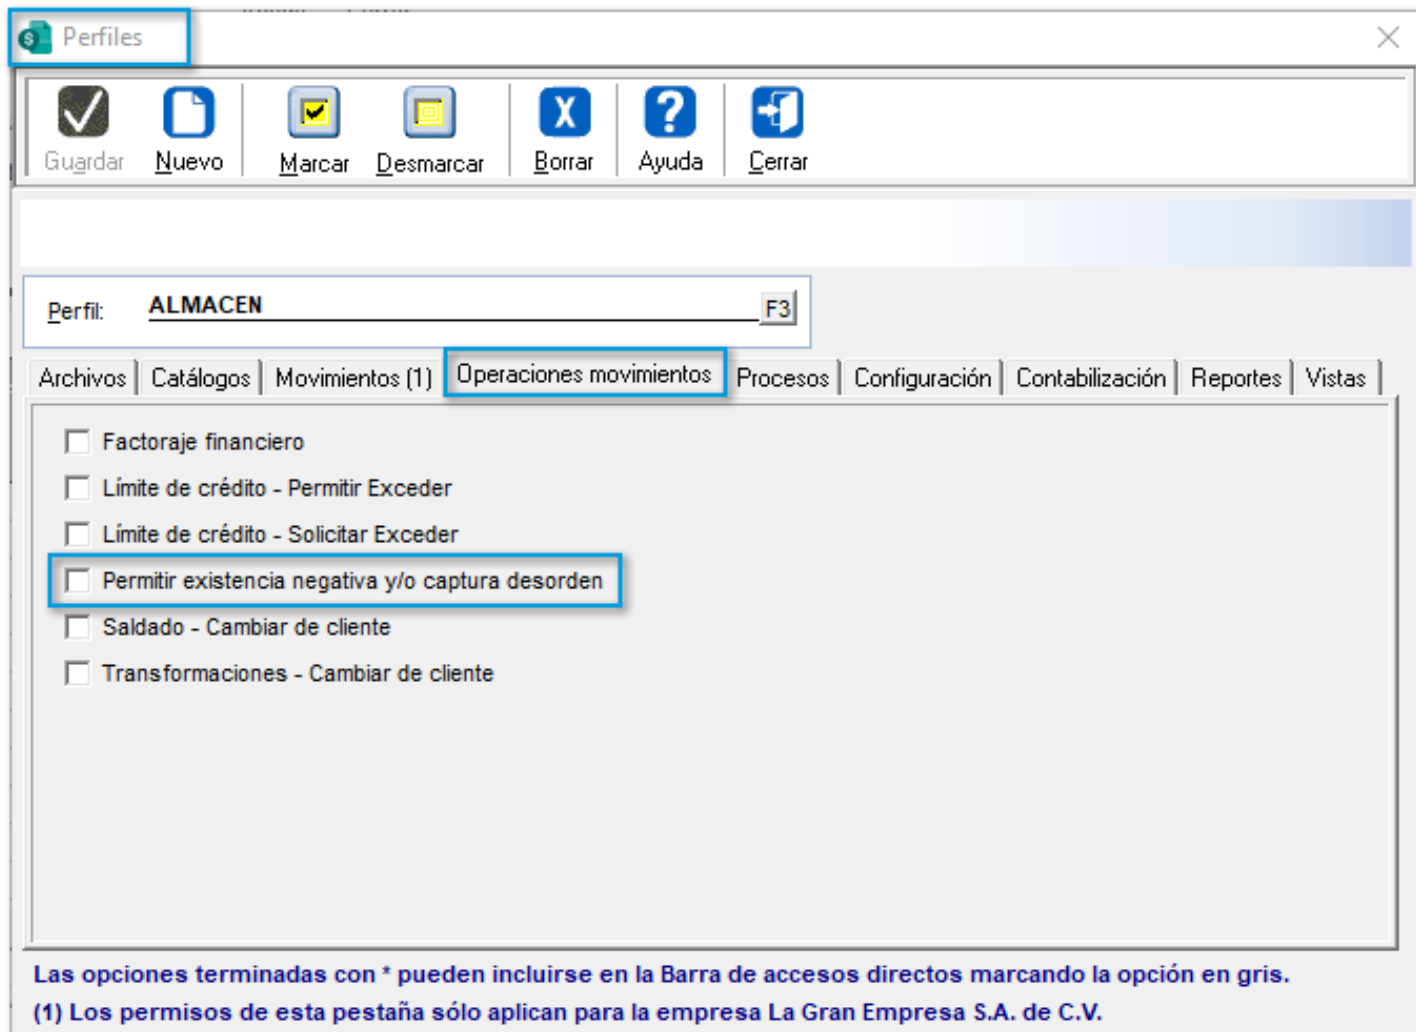 Perfiles
Guardar Nuevo Marcar Desmarcar Borrar Ayuda Cerrar
Perfil: ALMACEN F3
Archivos Catálogos Movimientos (1) Operaciones movimientos Procesos Configuración Contabilización Reportes Vistas
Factoraje financiero
Límite de crédito - Permitir Exceder
Límite de crédito - Solicitar Exceder
Permitir existencia negativa y/o captura desorden
Saldado - Cambiar de cliente
Transformaciones - Cambiar de cliente
Las opciones terminadas con * pueden incluirse en la Barra de accesos directos marcando la opción en gris.
(1) Los permisos de esta pestaña sólo aplican para la empresa La Gran Empresa S.A. de C.V.